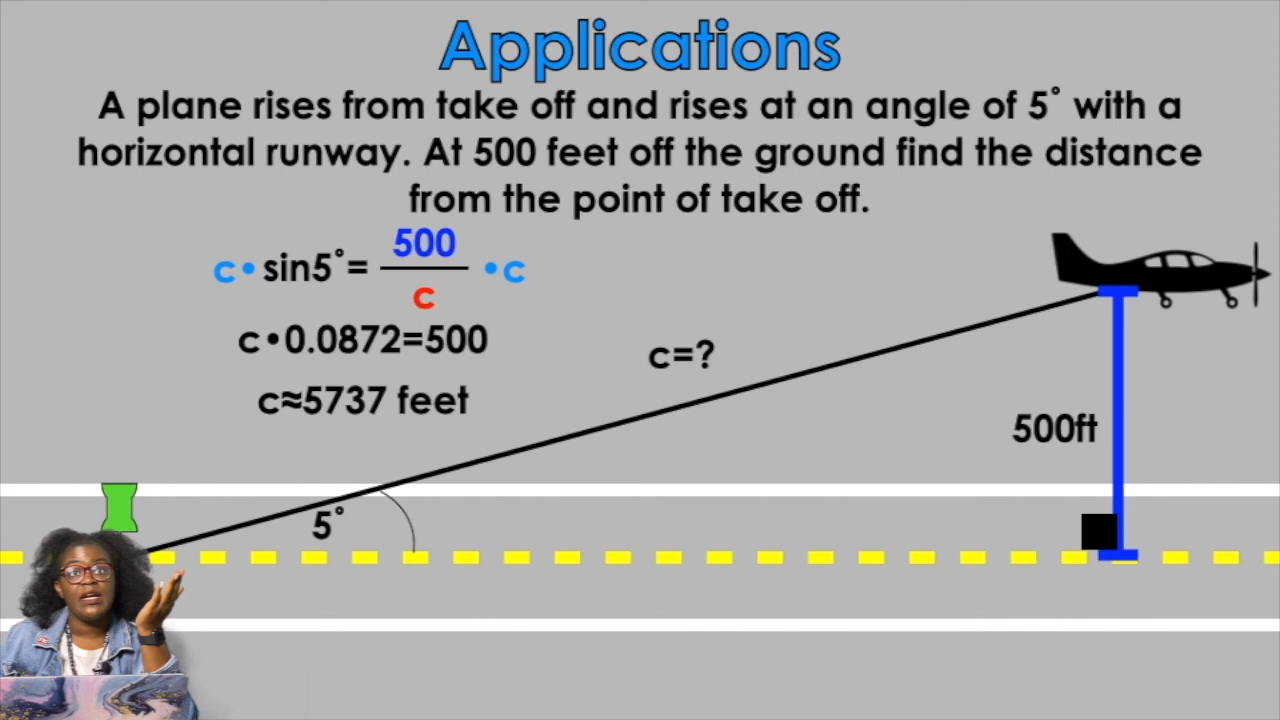 Applications
A plane rises from take off and rises at an angle of 5° with a
horizontal runway. At 500 feet off the ground find the distance
from the point of take off.
c•sin5°= 500/c •c
c•0.0872=500
c≈5737 feet
c=?
500ft
5°